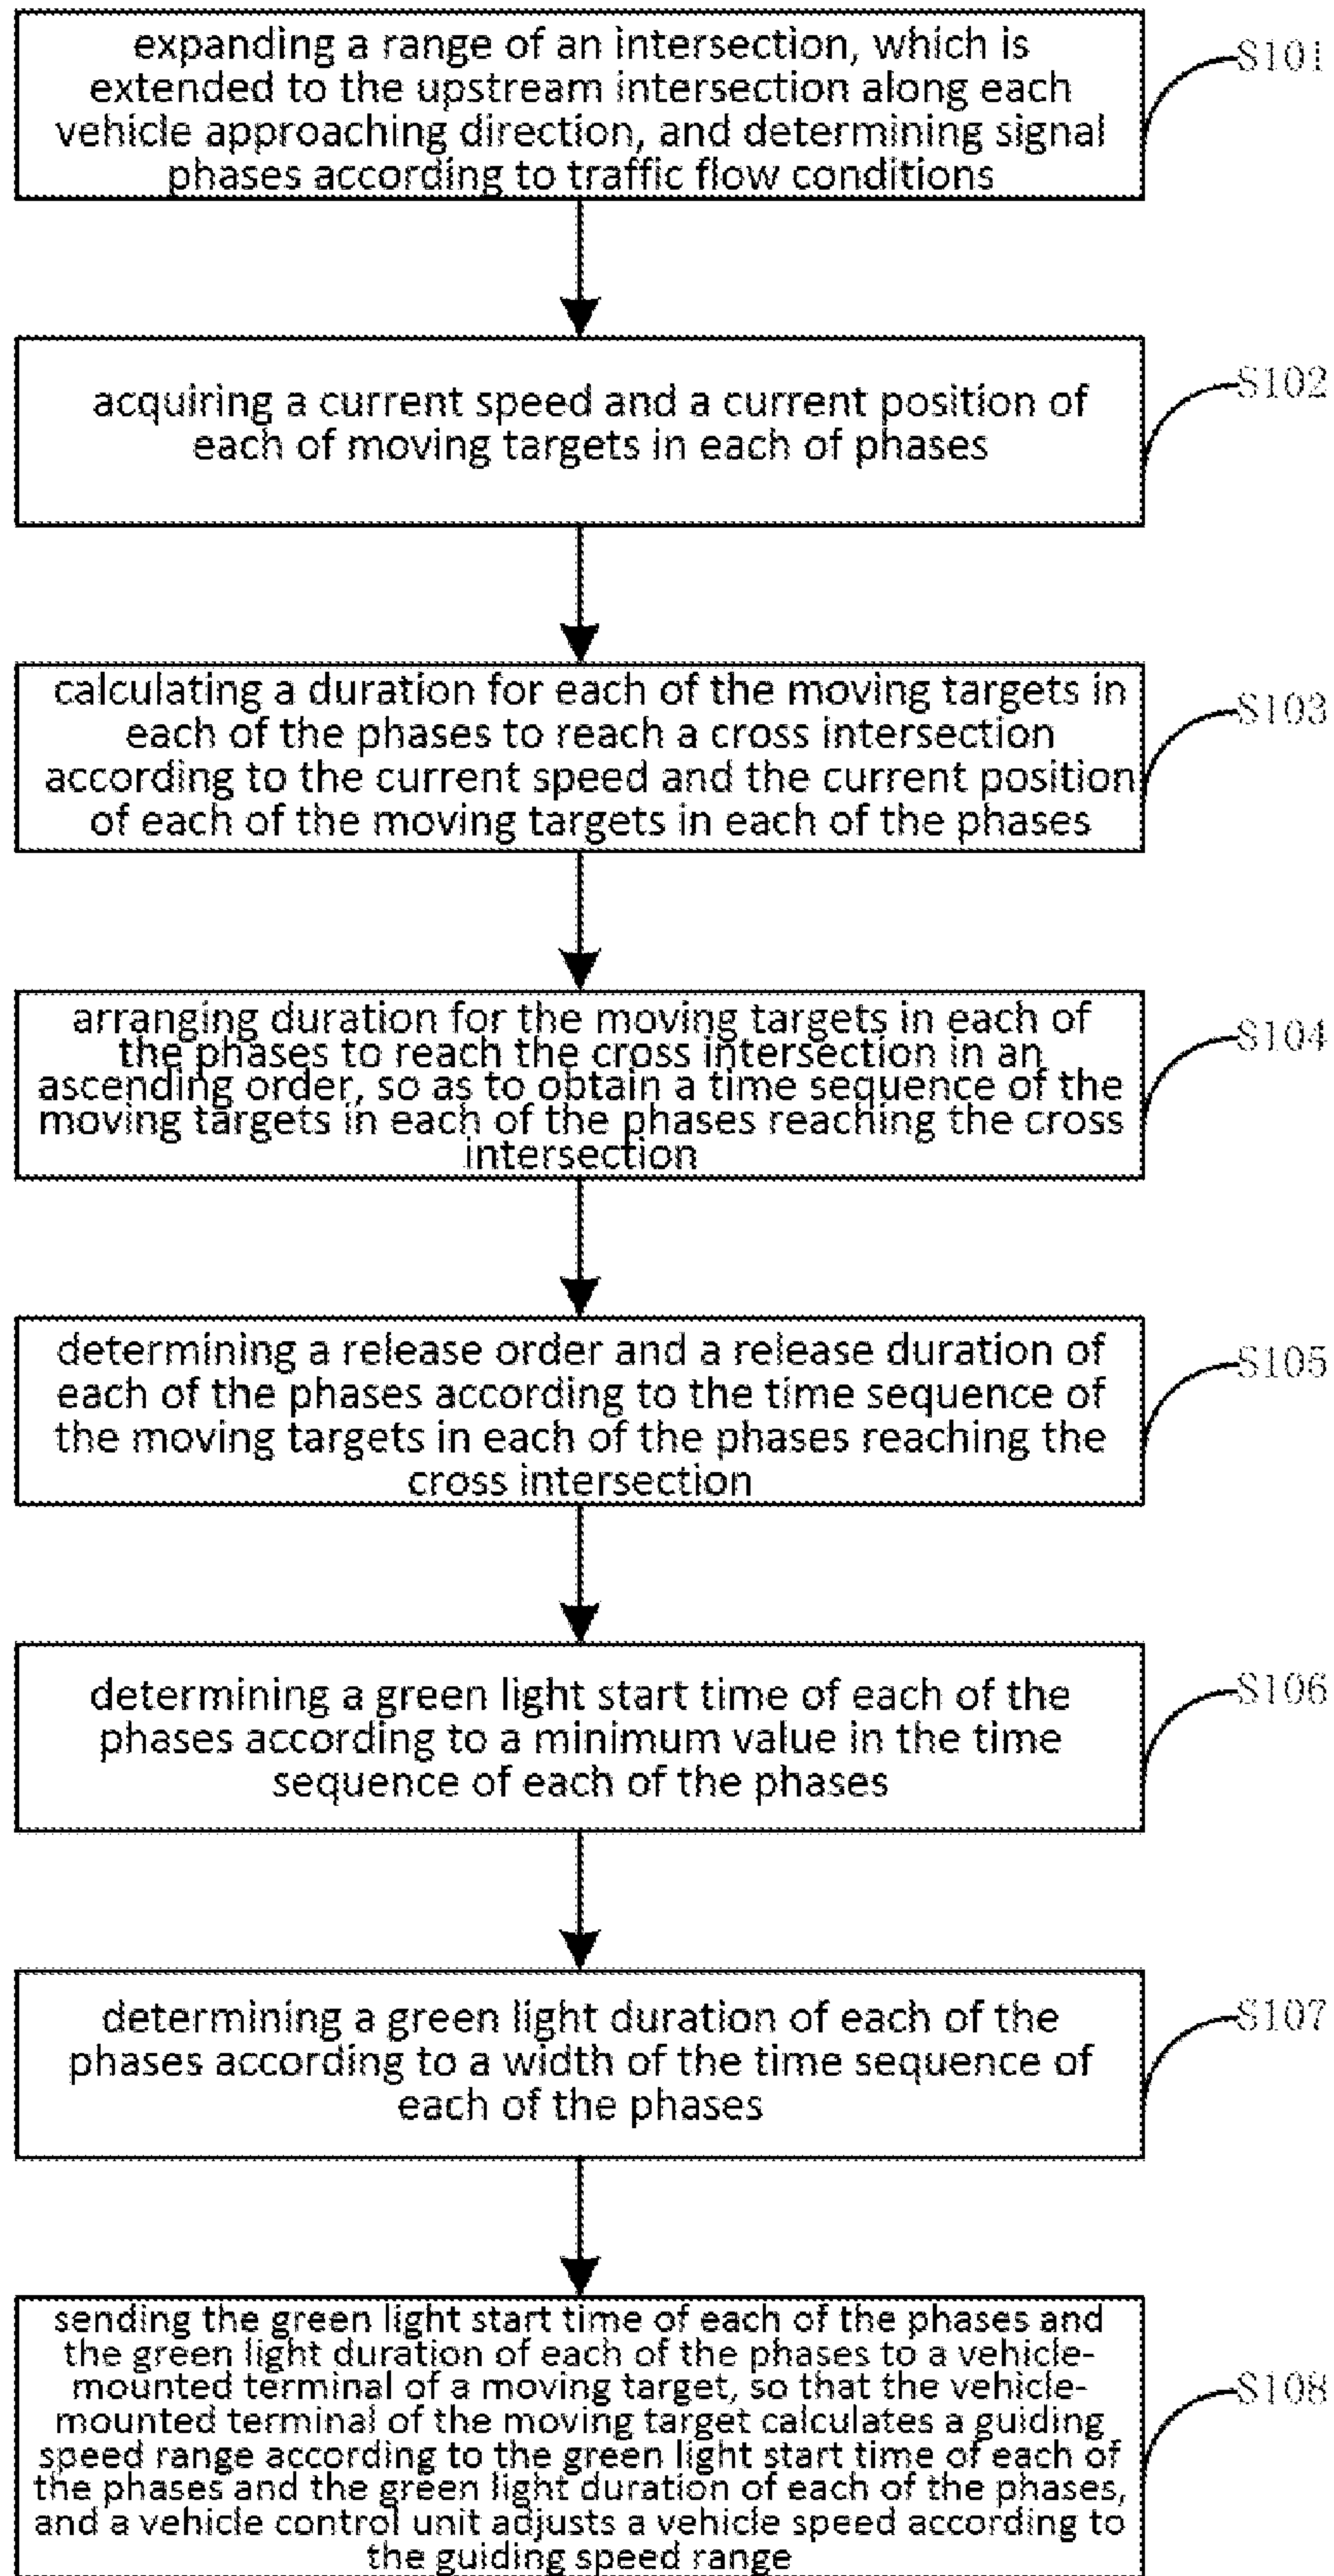 expanding a range of an intersection, which is
extended to the upstream intersection along each
vehicle approaching direction, and determining signal
phases according to traffic flow conditions
S101
acquiring a current speed and a current position of
each of moving targets in each of phases
S102
calculating a duration for each of the moving targets in
each of the phases to reach a cross intersection
according to the current speed and the current position
of each of the moving targets in each of the phases
S103
arranging duration for the moving targets in each of
the phases to reach the cross intersection in an
ascending order, so as to obtain a time sequence of the
moving targets in each of the phases reaching the cross
intersection
S104
determining a release order and a release duration of
each of the phases according to the time sequence of
the moving targets in each of the phases reaching the
cross intersection
S105
determining a green light start time of each of the
phases according to a minimum value in the time
sequence of each of the phases
S106
determining a green light duration of each of the
phases according to a width of the time sequence of
each of the phases
S107
sending the green light start time of each of the phases and
the green light duration of each of the phases to a vehicle-
mounted terminal of a moving target, so that the vehicle-
mounted terminal of the moving target calculates a guiding
speed range according to the green light start time of each of
the phases and the green light duration of each of the phases,
and a vehicle control unit adjusts a vehicle speed according to
the guiding speed range
S108